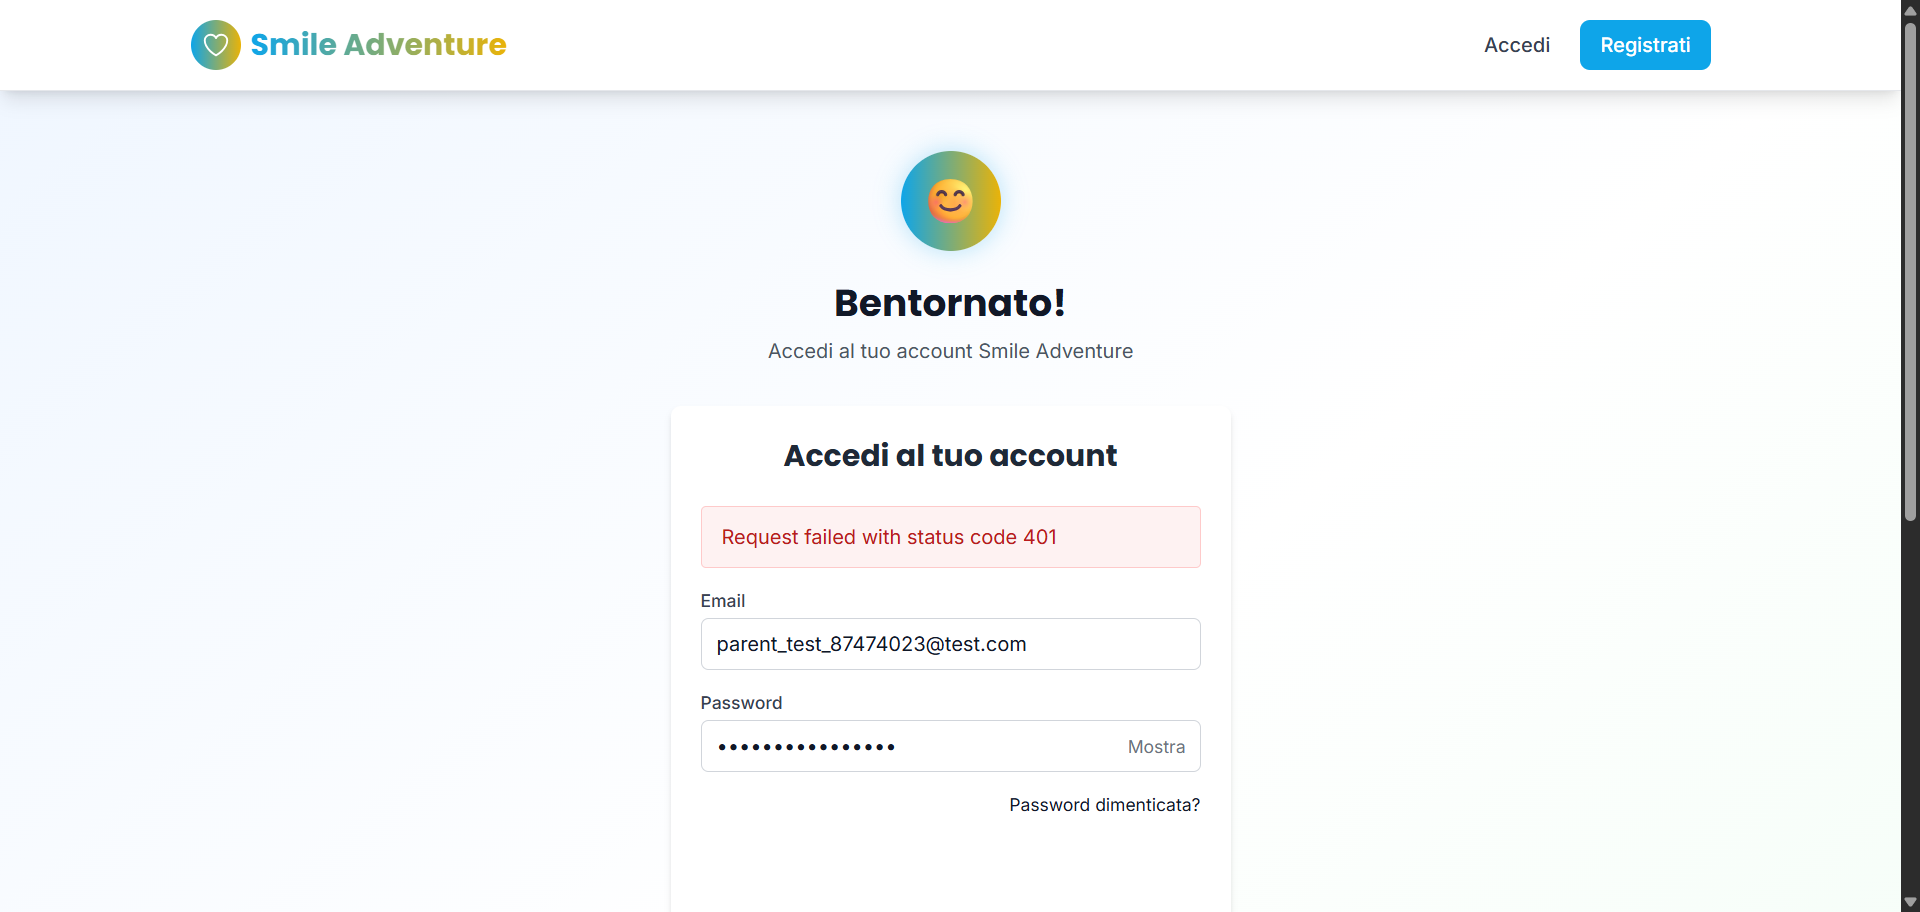 Smile Adventure
Accedi
Registrati
Bentornato!
Accedi al tuo account Smile Adventure
Accedi al tuo account
Request failed with status code 401
Email
parent_test_87474023@test.com
Password
••••••••••••••••
Mostra
Password dimenticata?